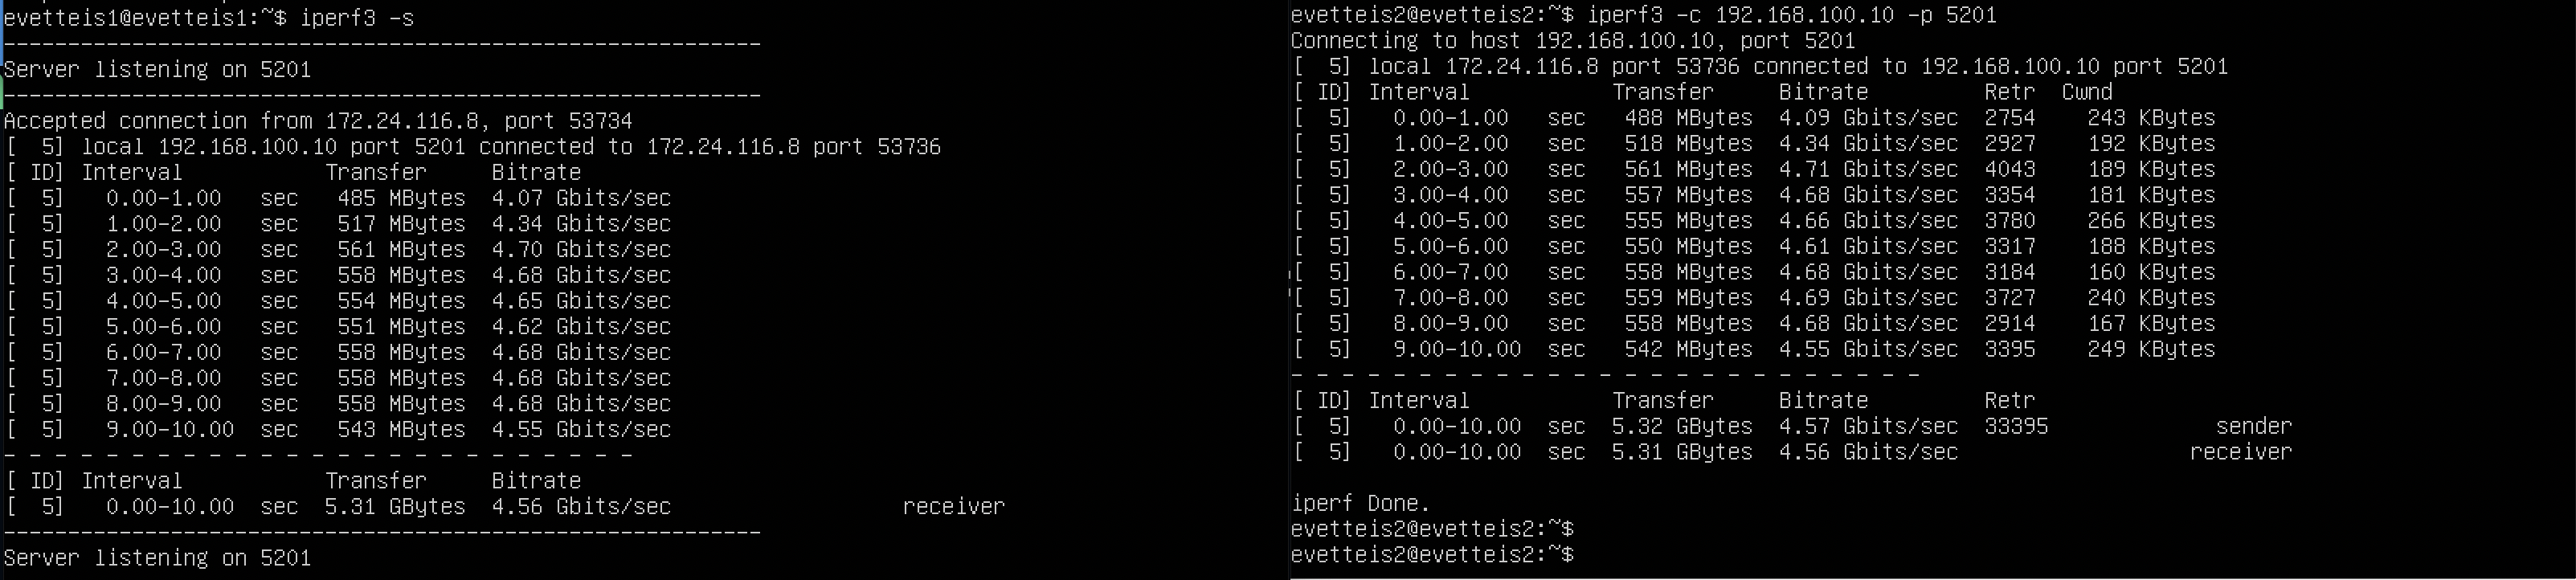 evetteis1@evetteis1:~$ iperf3 -s
-----------------------------------------------------------
Server listening on 5201
-----------------------------------------------------------
Accepted connection from 172.24.116.8, port 53734
[  5] local 192.168.100.10 port 5201 connected to 172.24.116.8 port 53736
[ ID] Interval           Transfer     Bitrate
[  5]   0.00-1.00   sec   485 MBytes  4.07 Gbits/sec
[  5]   1.00-2.00   sec   517 MBytes  4.34 Gbits/sec
[  5]   2.00-3.00   sec   561 MBytes  4.70 Gbits/sec
[  5]   3.00-4.00   sec   558 MBytes  4.68 Gbits/sec
[  5]   4.00-5.00   sec   554 MBytes  4.65 Gbits/sec
[  5]   5.00-6.00   sec   551 MBytes  4.62 Gbits/sec
[  5]   6.00-7.00   sec   558 MBytes  4.68 Gbits/sec
[  5]   7.00-8.00   sec   558 MBytes  4.68 Gbits/sec
[  5]   8.00-9.00   sec   558 MBytes  4.68 Gbits/sec
[  5]   9.00-10.00  sec   543 MBytes  4.55 Gbits/sec
- - - - - - - - - - - - - - - - - - - - - - - - -
[ ID] Interval           Transfer     Bitrate
[  5]   0.00-10.00  sec  5.31 GBytes  4.56 Gbits/sec                  receiver
-----------------------------------------------------------
Server listening on 5201
evetteis2@evetteis2:~$ iperf3 -c 192.168.100.10 -p 5201
Connecting to host 192.168.100.10, port 5201
[  5] local 172.24.116.8 port 53736 connected to 192.168.100.10 port 5201
[ ID] Interval           Transfer     Bitrate         Retr  Cwnd
[  5]   0.00-1.00   sec   488 MBytes  4.09 Gbits/sec  2754    243 KBytes
[  5]   1.00-2.00   sec   518 MBytes  4.34 Gbits/sec  2927    192 KBytes
[  5]   2.00-3.00   sec   561 MBytes  4.71 Gbits/sec  4043    189 KBytes
[  5]   3.00-4.00   sec   557 MBytes  4.68 Gbits/sec  3354    181 KBytes
[  5]   4.00-5.00   sec   555 MBytes  4.66 Gbits/sec  3780    266 KBytes
[  5]   5.00-6.00   sec   550 MBytes  4.61 Gbits/sec  3317    188 KBytes
[  5]   6.00-7.00   sec   558 MBytes  4.68 Gbits/sec  3184    160 KBytes
[  5]   7.00-8.00   sec   559 MBytes  4.69 Gbits/sec  3727    240 KBytes
[  5]   8.00-9.00   sec   558 MBytes  4.68 Gbits/sec  2914    167 KBytes
[  5]   9.00-10.00  sec   542 MBytes  4.55 Gbits/sec  3395    249 KBytes
- - - - - - - - - - - - - - - - - - - - - - - - -
[ ID] Interval           Transfer     Bitrate         Retr
[  5]   0.00-10.00  sec  5.32 GBytes  4.57 Gbits/sec  33395             sender
[  5]   0.00-10.00  sec  5.31 GBytes  4.56 Gbits/sec                  receiver
iperf Done.
evetteis2@evetteis2:~$
evetteis2@evetteis2:~$